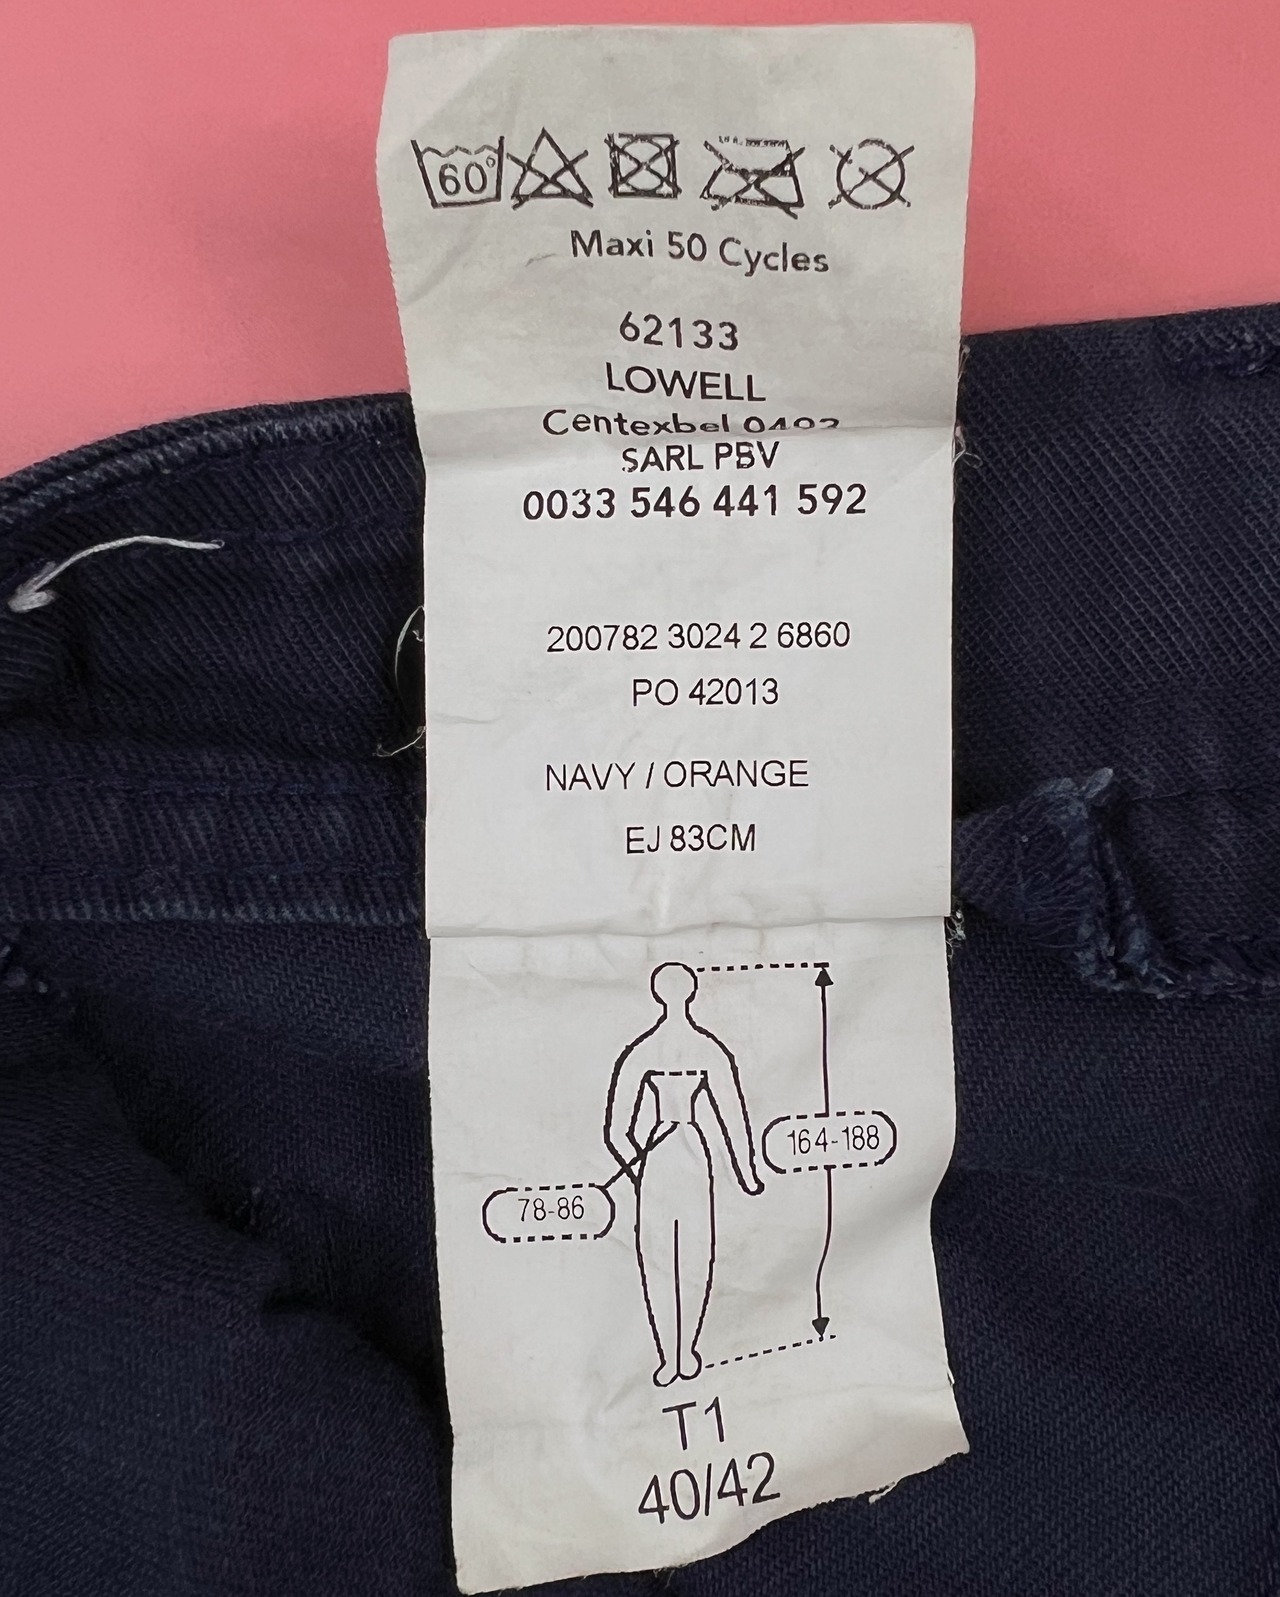 60°
Maxi 50 Cycles
62133
LOWELL
Centexbel 0493
SARL PBV
0033 546 441 592
200782 3024 2 6860
PO 42013
NAVY / ORANGE
EJ 83CM
164-188
78-86
T1
40/42